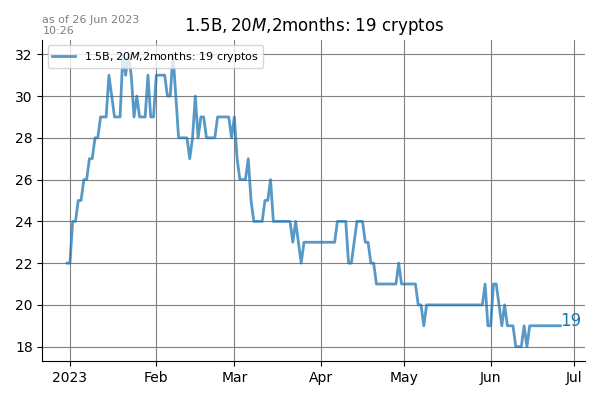 as of 26 Jun 2023
10:26
1.5B, 20M,2months: 19 cryptos
1.5B, 20M,2months: 19 cryptos
32
30
28
26
24
22
20
18
19
2023 Feb Mar Apr May Jun Jul